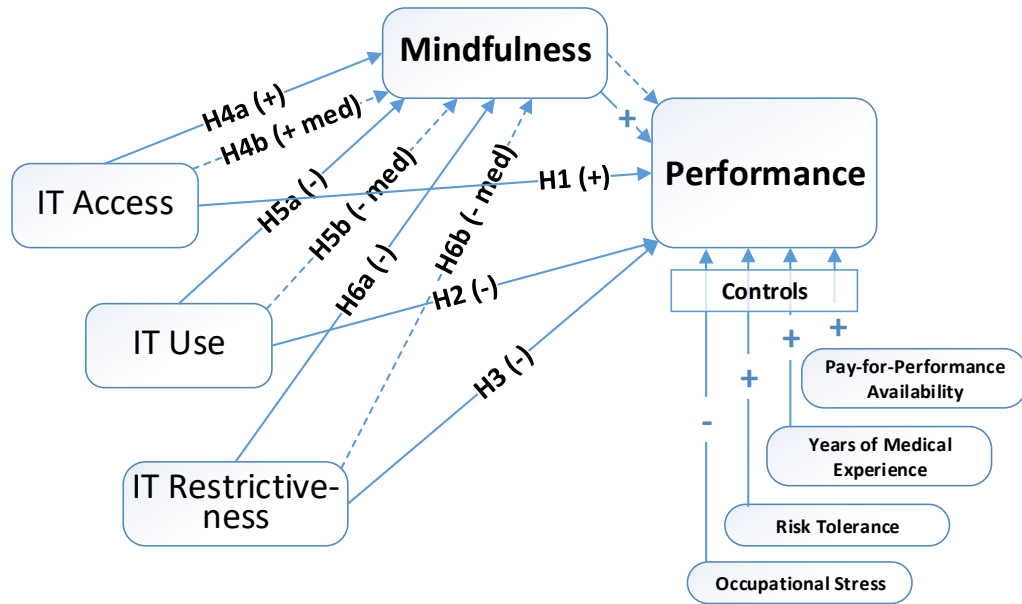 Mindfulness
H4a (+)
H4b (+ med)
+
IT Access
H1 (+)
Performance
H5a (-)
H5b (- med)
H6a (-)
H6b (- med)
IT Use
H2 (-)
Controls
H3 (-)
+
+
+
-
Pay-for-Performance
Availability
Years of Medical
Experience
IT Restrictive-
ness
Risk Tolerance
Occupational Stress